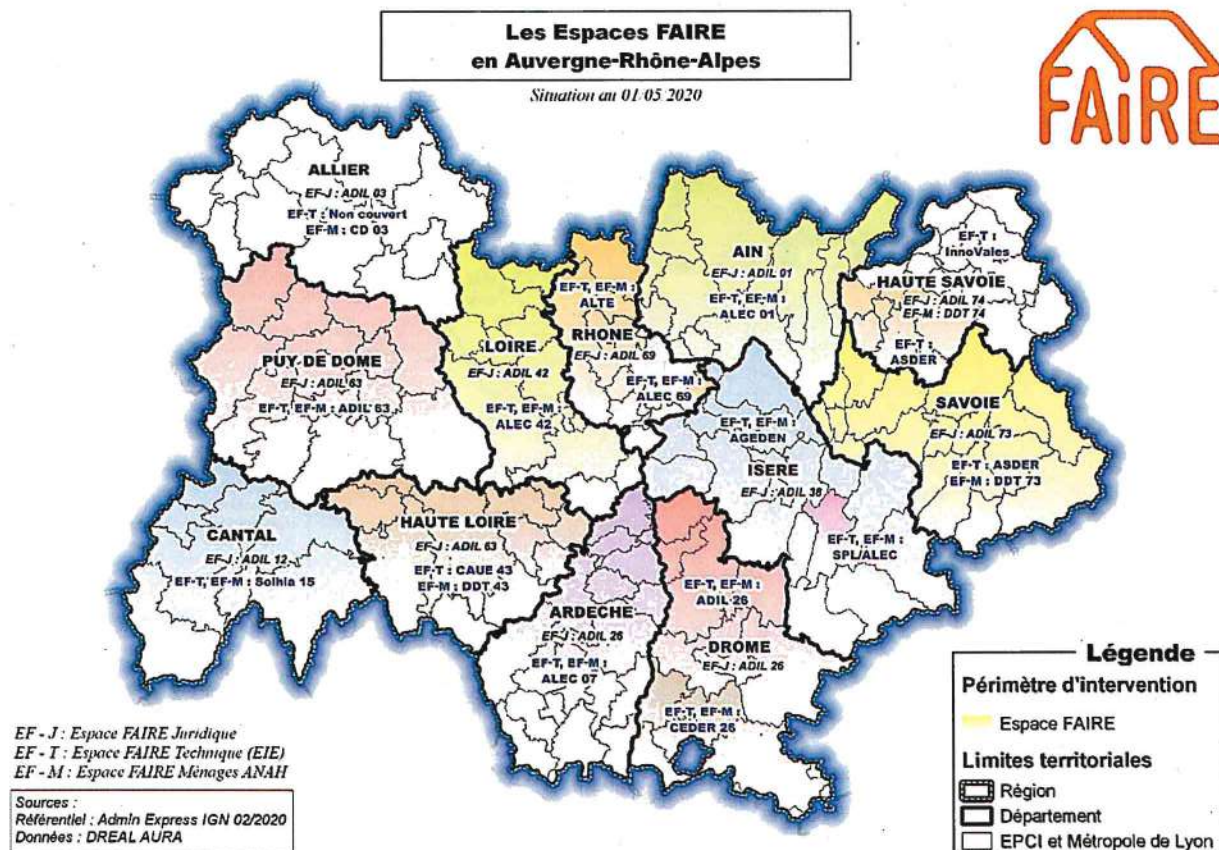 Les Espaces FAIRE
en Auvergne-Rhône-Alpes
Situation au 01/05/2020
FAiRE
ALLIER
EF-J : ADIL 03
EF-T : Non couvert
EF-M : CD 03
PUY DE DOME
EF-J : ADIL 63
EF-T, EF-M : ADIL 63
LOIRE
EF-J : ADIL 42
EF-T, EF-M :
ALEC 42
EF-T, EF-M :
ALTE
RHONE
EF-J : ADIL 69
EF-T, EF-M :
ALEC 69
AIN
EF-J : ADIL 01
EF-T, EF-M :
ALEC 01
EF-T :
InnoVales
HAUTE SAVOIE
EF-J : ADIL 74
EF-M : DDT 74
EF-T :
ASDER
SAVOIE
EF-J : ADIL 73
EF-T : ASDER
EF-M : DDT 73
EF-T, EF-M :
AGEDEN
ISERE
EF-J : ADIL 38
EF-T, EF-M :
SPL/ALEC
CANTAL
EF-J : ADIL 12
EF-T, EF-M : Solhia 15
HAUTE LOIRE
EF-J : ADIL 63
EF-T : CAUE 43
EF-M : DDT 43
ARDECHE
EF-J : ADIL 26
EF-T, EF-M :
ALEC 07
EF-T, EF-M :
ADIL 26
DROME
EF-J : ADIL 26
EF-T, EF-M :
CEDER 26
EF - J : Espace FAIRE Juridique
EF - T : Espace FAIRE Technique (EIE)
EF - M : Espace FAIRE Ménages ANAH
Sources :
Référentiel : Admin Express IGN 02/2020
Données : DREAL AURA
Légende
Périmètre d'intervention
Espace FAIRE
Limites territoriales
Région
Département
EPCI et Métropole de Lyon